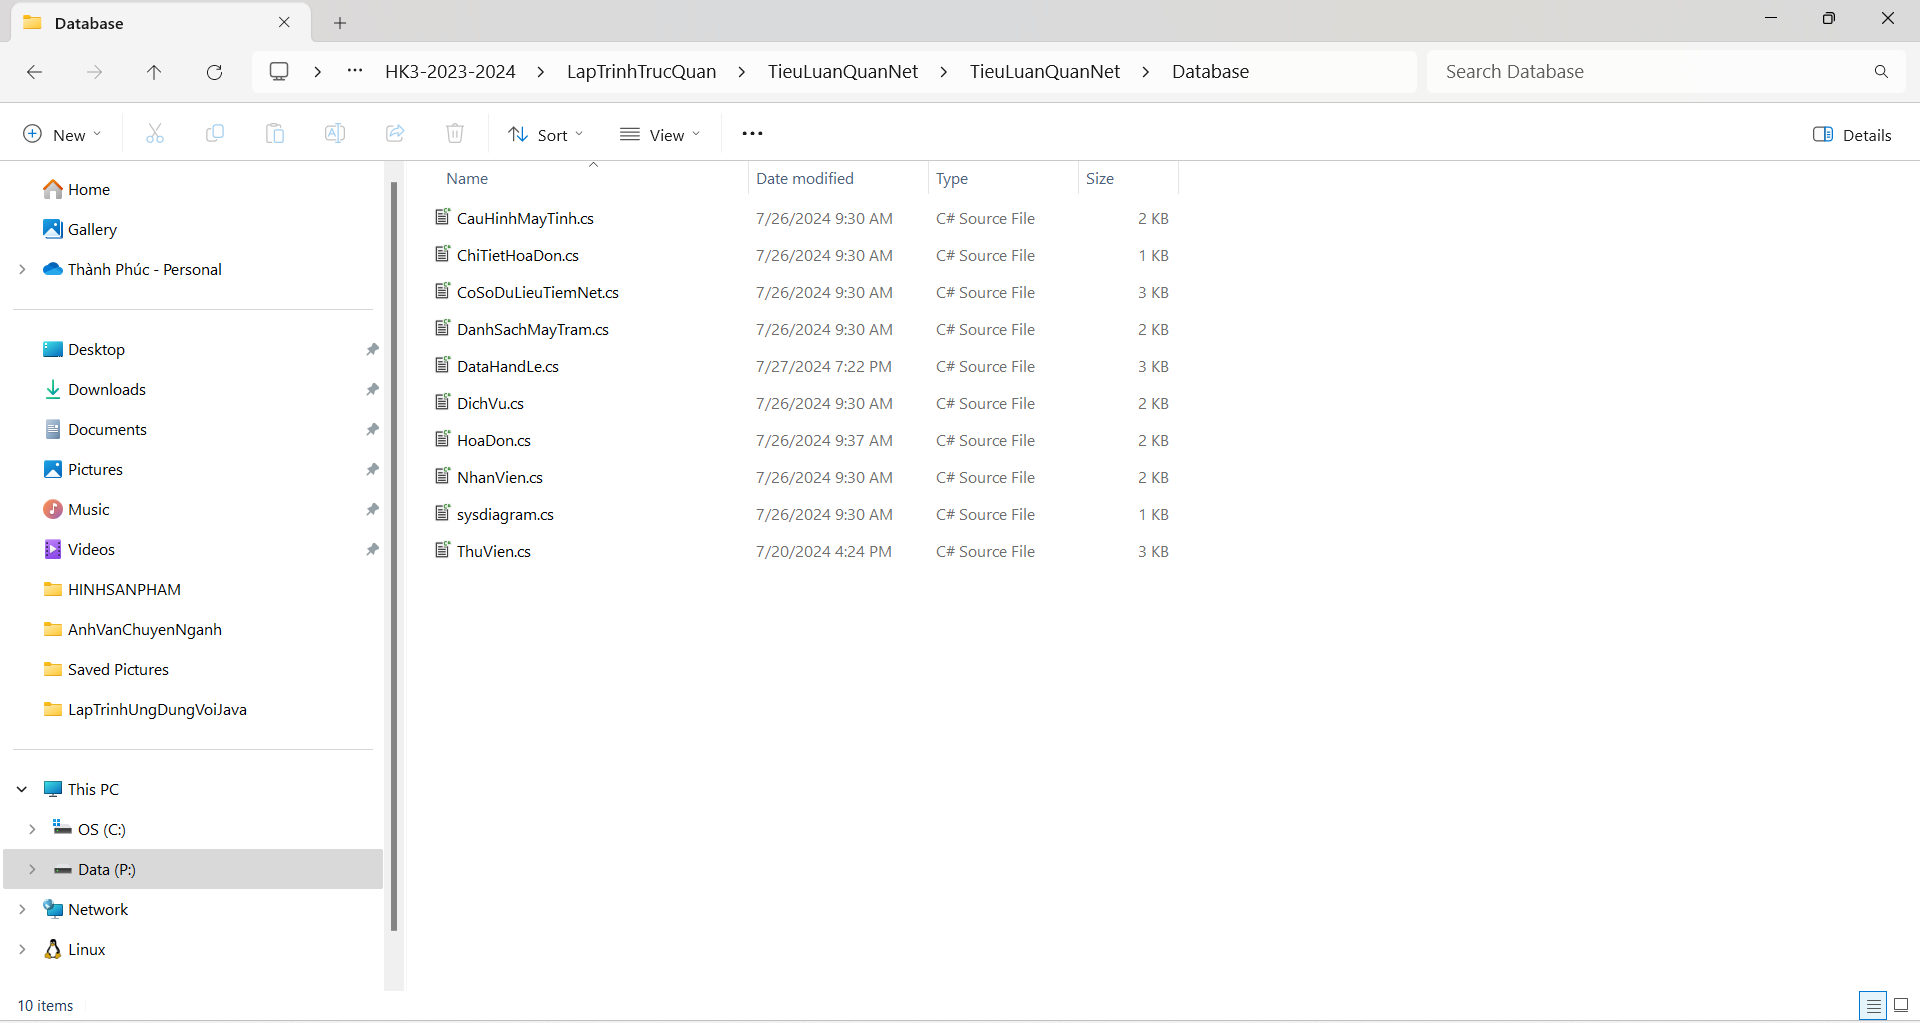 Database
HK3-2023-2024 > LapTrinhTrucQuan > TieuLuanQuanNet > TieuLuanQuanNet > Database
Search Database
New
Sort
View
Details
Home
Gallery
Thành Phúc - Personal
Desktop
Downloads
Documents
Pictures
Music
Videos
HINHSANPHAM
AnhVanChuyenNganh
Saved Pictures
LapTrinhUngDungVoiJava
This PC
OS (C:)
Data (P:)
Network
Linux
Name Date modified Type Size
CauHinhMayTinh.cs 7/26/2024 9:30 AM C# Source File 2 KB
ChiTietHoaDon.cs 7/26/2024 9:30 AM C# Source File 1 KB
CoSoDuLieuTiemNet.cs 7/26/2024 9:30 AM C# Source File 3 KB
DanhSachMayTram.cs 7/26/2024 9:30 AM C# Source File 2 KB
DataHandLe.cs 7/27/2024 7:22 PM C# Source File 3 KB
DichVu.cs 7/26/2024 9:30 AM C# Source File 2 KB
HoaDon.cs 7/26/2024 9:37 AM C# Source File 2 KB
NhanVien.cs 7/26/2024 9:30 AM C# Source File 2 KB
sysdiagram.cs 7/26/2024 9:30 AM C# Source File 1 KB
ThuVien.cs 7/20/2024 4:24 PM C# Source File 3 KB
10 items